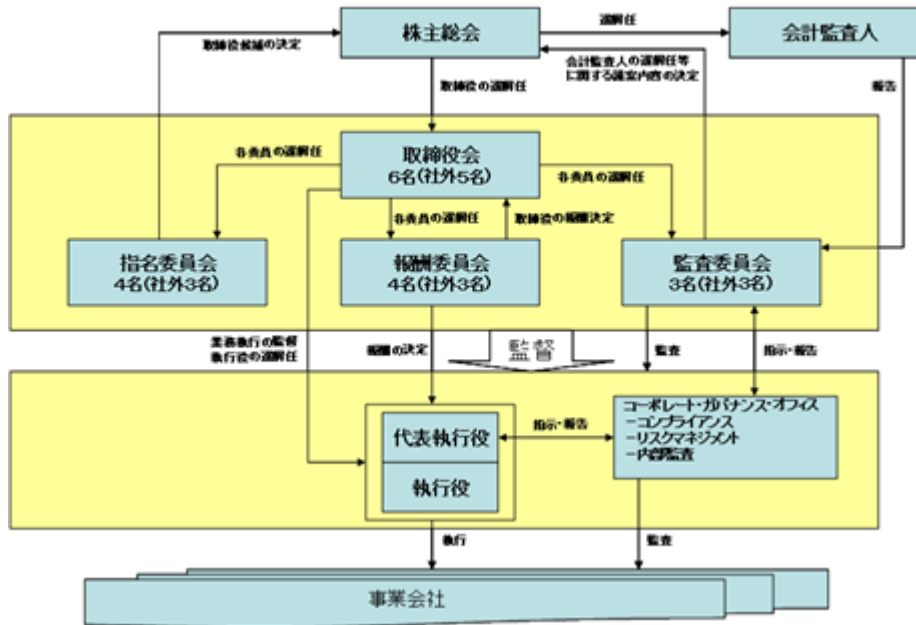 株主総会
選解任
会計監査人
取締役候補の決定
会計監査人の選解任等
に関する議案内容の決定
取締役の選解任
報告
取締役会
6名(社外5名)
各委員の選解任
各委員の選解任
各委員の選解任
取締役の報酬決定
指名委員会
4名(社外3名)
報酬委員会
4名(社外3名)
監査委員会
3名(社外3名)
業務執行の監督
執行役の選解任
報酬の決定
監督
監査
指示・報告
コーポレート・ガバナンス・オフィス
-コンプライアンス
-リスクマネジメント
-内部監査
代表執行役
指示・報告
執行役
執行
監査
事業会社